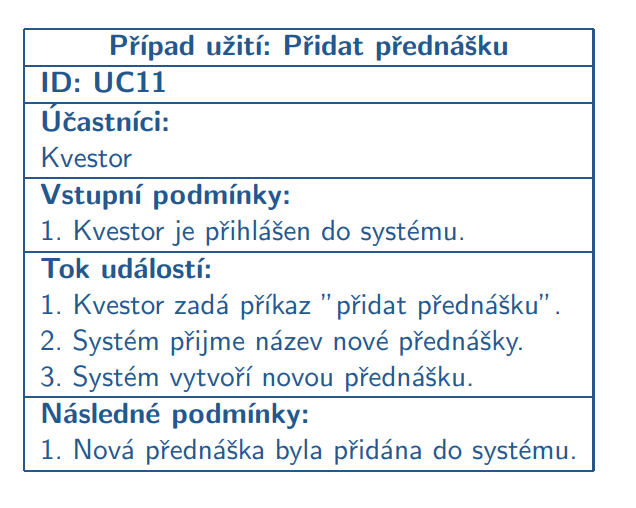 Případ užití: Přidat přednášku
ID: UC11
Účastníci:
Kvestor
Vstupní podmínky:
1. Kvestor je přihlášen do systému.
Tok událostí:
1. Kvestor zadá příkaz "přidat přednášku".
2. Systém přijme název nové přednášky.
3. Systém vytvoří novou přednášku.
Následné podmínky:
1. Nová přednáška byla přidána do systému.